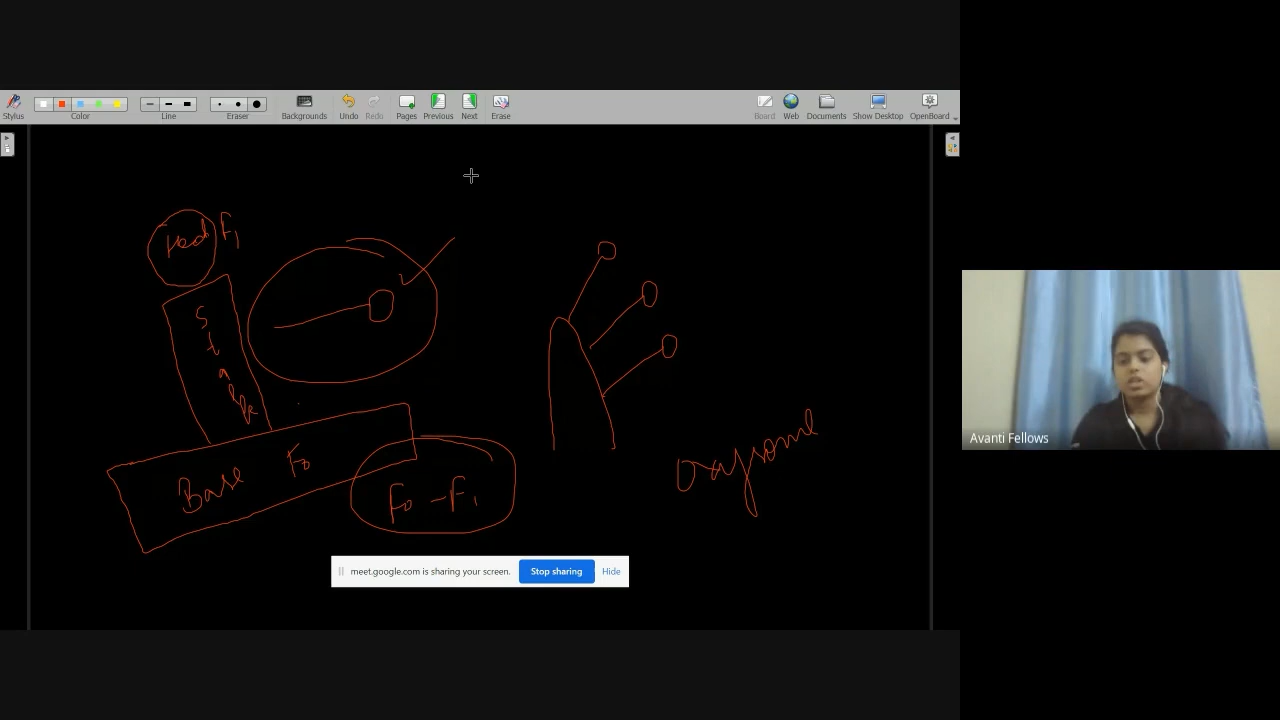 Stylus Color Line Eraser Backgrounds Undo Redo Pages Previous Next Erase Board Web Documents Show Desktop OpenBoard
Head F1
Stalk
Base F0
F0 - F1
Oxysome
meet.google.com is sharing your screen. Stop sharing Hide
Avanti Fellows